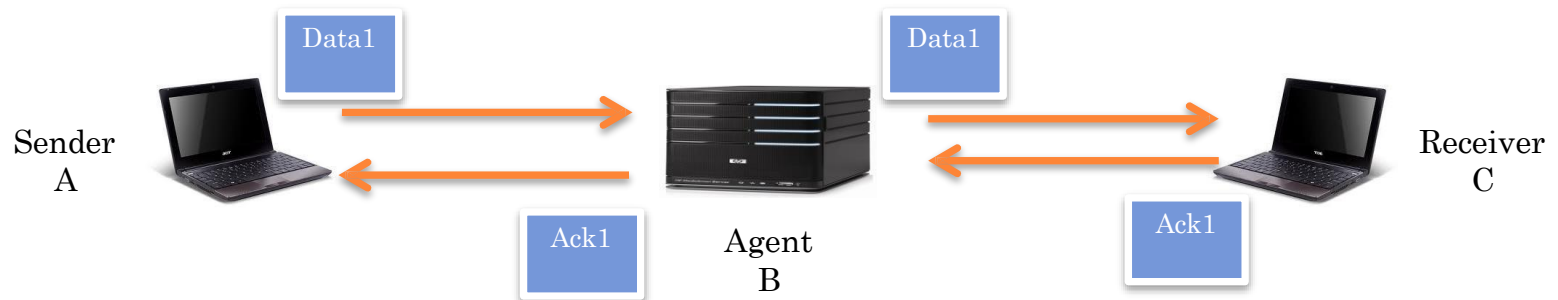 Data1
Data1
Sender
A
Receiver
C
Ack1
Agent
B
Ack1